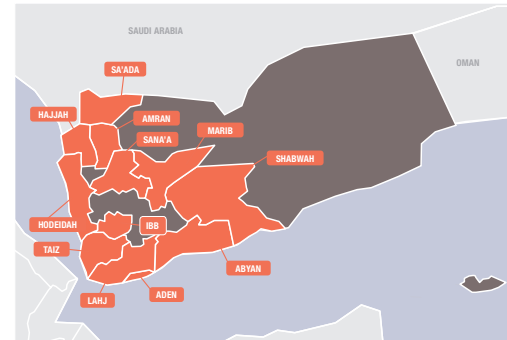 SAUDI ARABIA
OMAN
SA'ADA
HAJJAH
AMRAN
MARIB
SANA'A
SHABWAH
HODEIDAH
IBB
TAIZ
ABYAN
LAHJ
ADEN